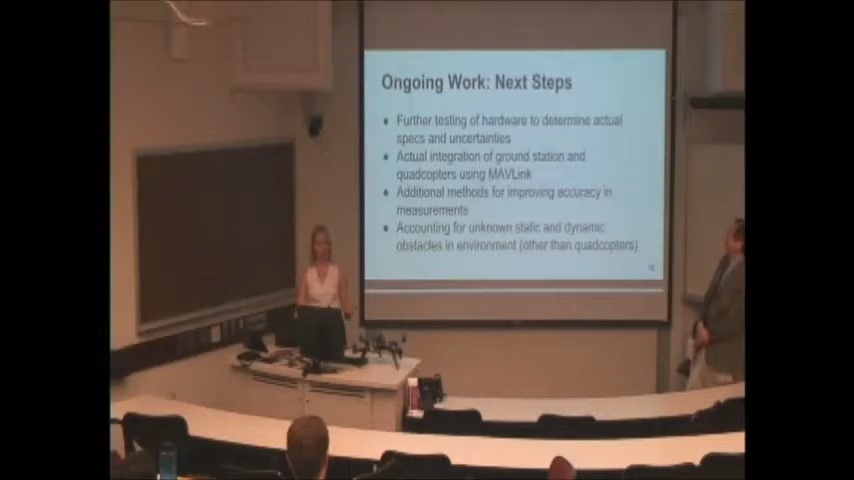 Ongoing Work: Next Steps
• Further testing of hardware to determine actual
specs and uncertainties
• Actual integration of ground station and
quadcopters using MAVLink
• Additional methods for improving accuracy in
measurements
• Accounting for unknown static and dynamic
obstacles in environment (other than quadcopters)